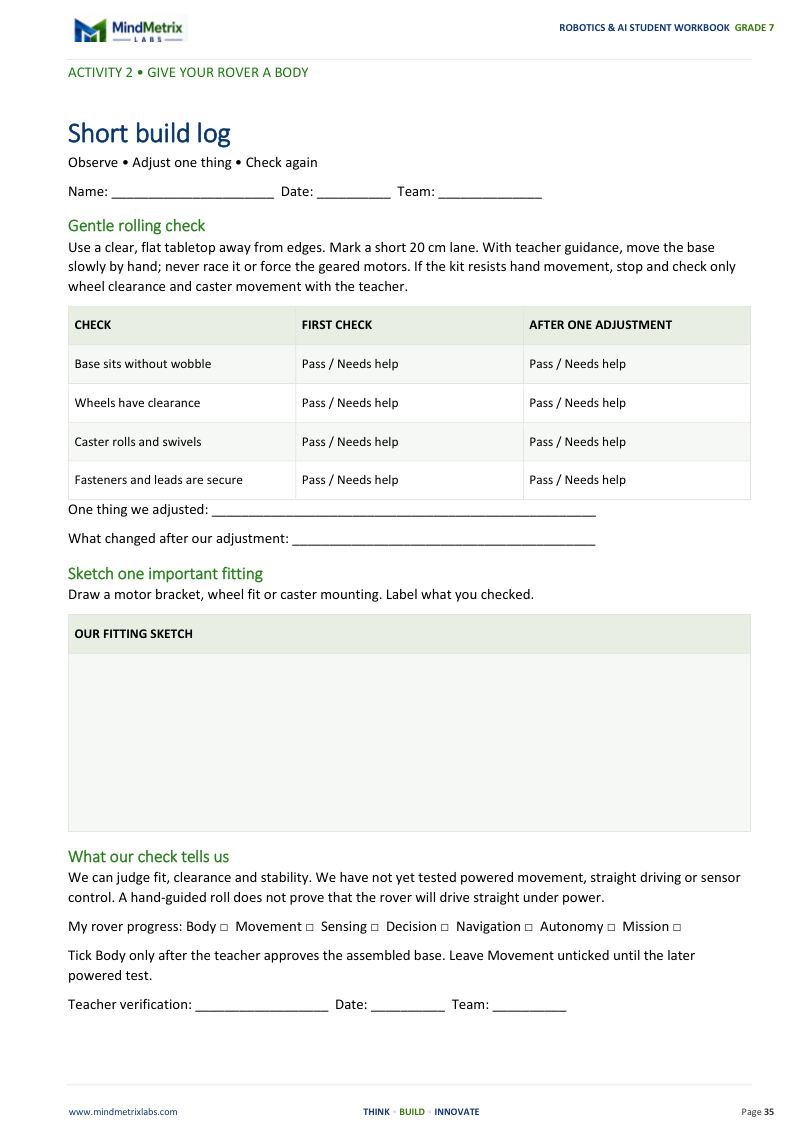 MindMetrix
LABS
ROBOTICS & AI STUDENT WORKBOOK GRADE 7
ACTIVITY 2 • GIVE YOUR ROVER A BODY
Short build log
Observe • Adjust one thing • Check again
Name: ______________________ Date: __________ Team: ______________
Gentle rolling check
Use a clear, flat tabletop away from edges. Mark a short 20 cm lane. With teacher guidance, move the base
slowly by hand; never race it or force the geared motors. If the kit resists hand movement, stop and check only
wheel clearance and caster movement with the teacher.
CHECK FIRST CHECK AFTER ONE ADJUSTMENT
Base sits without wobble Pass / Needs help Pass / Needs help
Wheels have clearance Pass / Needs help Pass / Needs help
Caster rolls and swivels Pass / Needs help Pass / Needs help
Fasteners and leads are secure Pass / Needs help Pass / Needs help
One thing we adjusted: ____________________________________________________
What changed after our adjustment: _________________________________________
Sketch one important fitting
Draw a motor bracket, wheel fit or caster mounting. Label what you checked.
OUR FITTING SKETCH
What our check tells us
We can judge fit, clearance and stability. We have not yet tested powered movement, straight driving or sensor
control. A hand-guided roll does not prove that the rover will drive straight under power.
My rover progress: Body □ Movement □ Sensing □ Decision □ Navigation □ Autonomy □ Mission □
Tick Body only after the teacher approves the assembled base. Leave Movement unticked until the later
powered test.
Teacher verification: __________________ Date: __________ Team: __________
www.mindmetrixlabs.com THINK • BUILD • INNOVATE Page 35